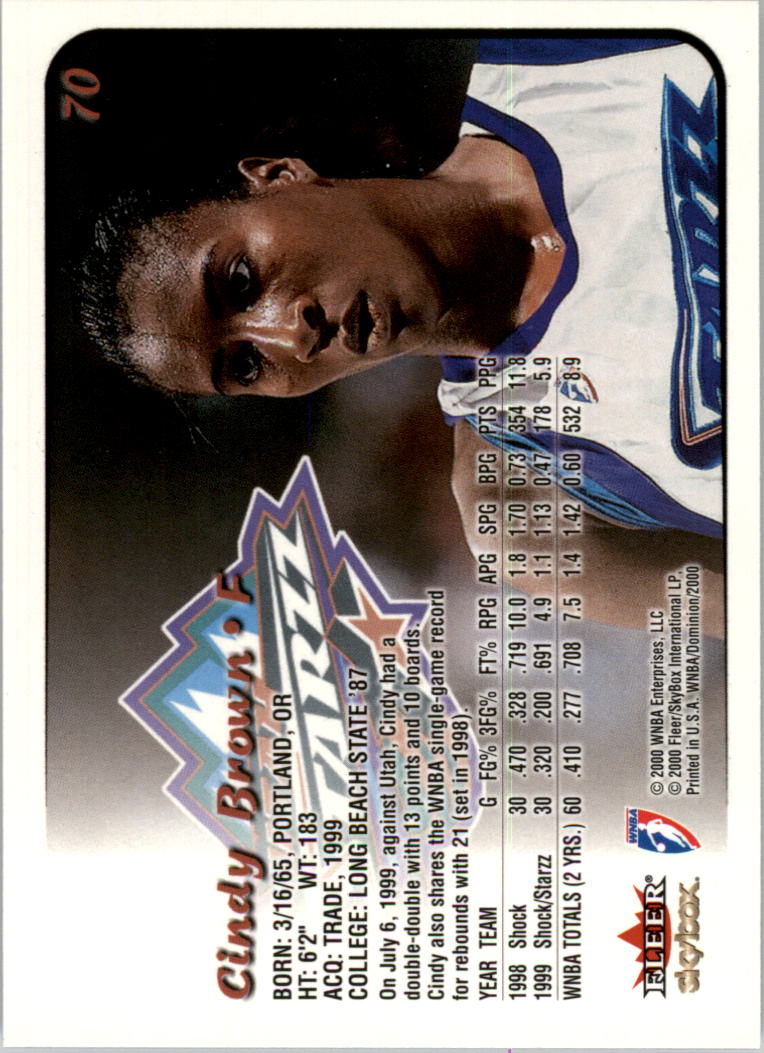 70
Cindy Brown • F
BORN: 3/16/65, PORTLAND, OR
HT: 6'2" WT: 183
ACQ: TRADE, 1999
COLLEGE: LONG BEACH STATE '87
On July 6, 1999, against Utah, Cindy had a
double-double with 13 points and 10 boards.
Cindy also shares the WNBA single-game record
for rebounds with 21 (set in 1998).
YEAR TEAM G FG% 3FG% FT% RPG APG SPG BPG PTS PPG
1998 Shock 30 .470 .328 .719 10.0 1.8 1.70 0.73 354 11.8
1999 Shock/Starzz 30 .320 .200 .691 4.9 1.1 1.13 0.47 178 5.9
WNBA TOTALS (2 YRS.) 60 .410 .277 .708 7.5 1.4 1.42 0.60 532 8.9
FLEER®
skybox.
WNBA
© 2000 WNBA Enterprises, LLC
© 2000 Fleer/SkyBox International LP,
Printed in U.S.A. WNBA/Dominion/2000